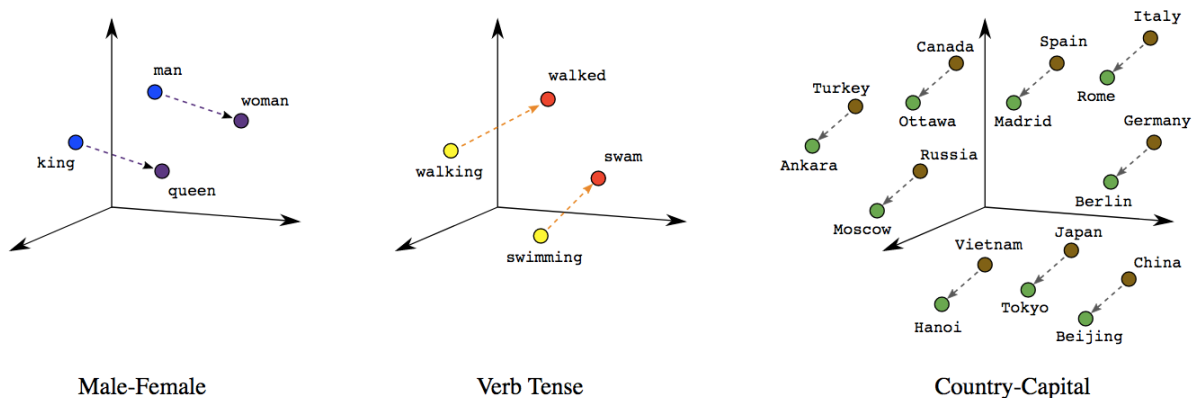 man
woman
king
queen
Male-Female
walked
walking
swam
swimming
Verb Tense
Italy
Canada
Spain
Rome
Turkey
Ottawa
Madrid
Germany
Ankara
Russia
Berlin
Moscow
Vietnam
Japan
China
Tokyo
Hanoi
Beijing
Country-Capital